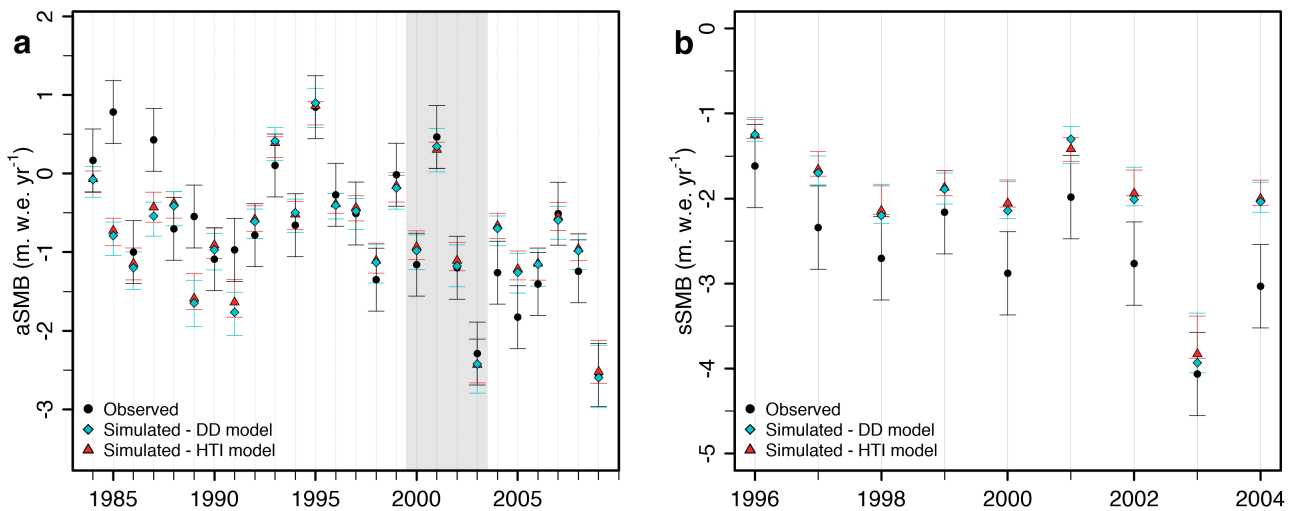 a
aSMB (m. w.e. yr-1)
2
1
0
-1
-2
-3
Observed
Simulated - DD model
Simulated - HTI model
1985 1990 1995 2000 2005
b
sSMB (m. w.e. yr-1)
0
-1
-2
-3
-4
-5
Observed
Simulated - DD model
Simulated - HTI model
1996 1998 2000 2002 2004